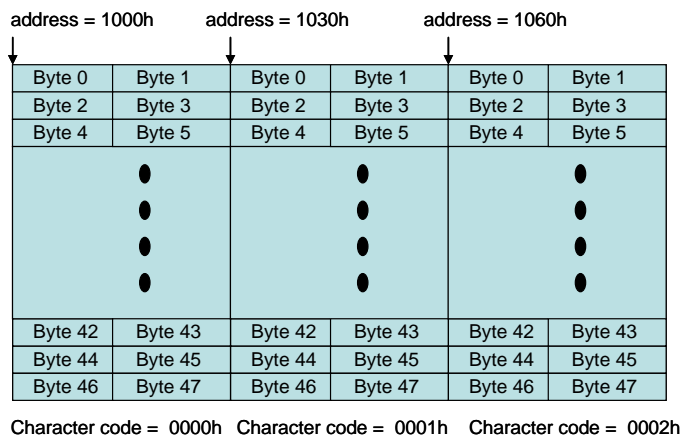 address = 1000h address = 1030h address = 1060h
Byte 0 Byte 1 Byte 0 Byte 1 Byte 0 Byte 1
Byte 2 Byte 3 Byte 2 Byte 3 Byte 2 Byte 3
Byte 4 Byte 5 Byte 4 Byte 5 Byte 4 Byte 5
Byte 42 Byte 43 Byte 42 Byte 43 Byte 42 Byte 43
Byte 44 Byte 45 Byte 44 Byte 45 Byte 44 Byte 45
Byte 46 Byte 47 Byte 46 Byte 47 Byte 46 Byte 47
Character code = 0000h Character code = 0001h Character code = 0002h